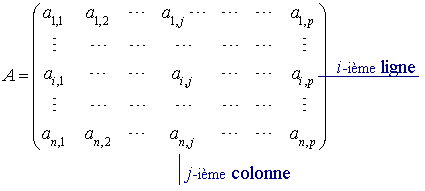 a1,1 a1,2 ⋯ a1,j ⋯ ⋯ ⋯ a1,p
⋮ ⋯ ⋯ ⋯ ⋯ ⋯ ⋮
A = ai,1 ⋯ ⋯ ai,j ⋯ ⋯ ai,p i-ième ligne
⋮ ⋯ ⋯ ⋯ ⋯ ⋯ ⋮
an,1 an,2 ⋯ an,j ⋯ ⋯ an,p
j-ième colonne